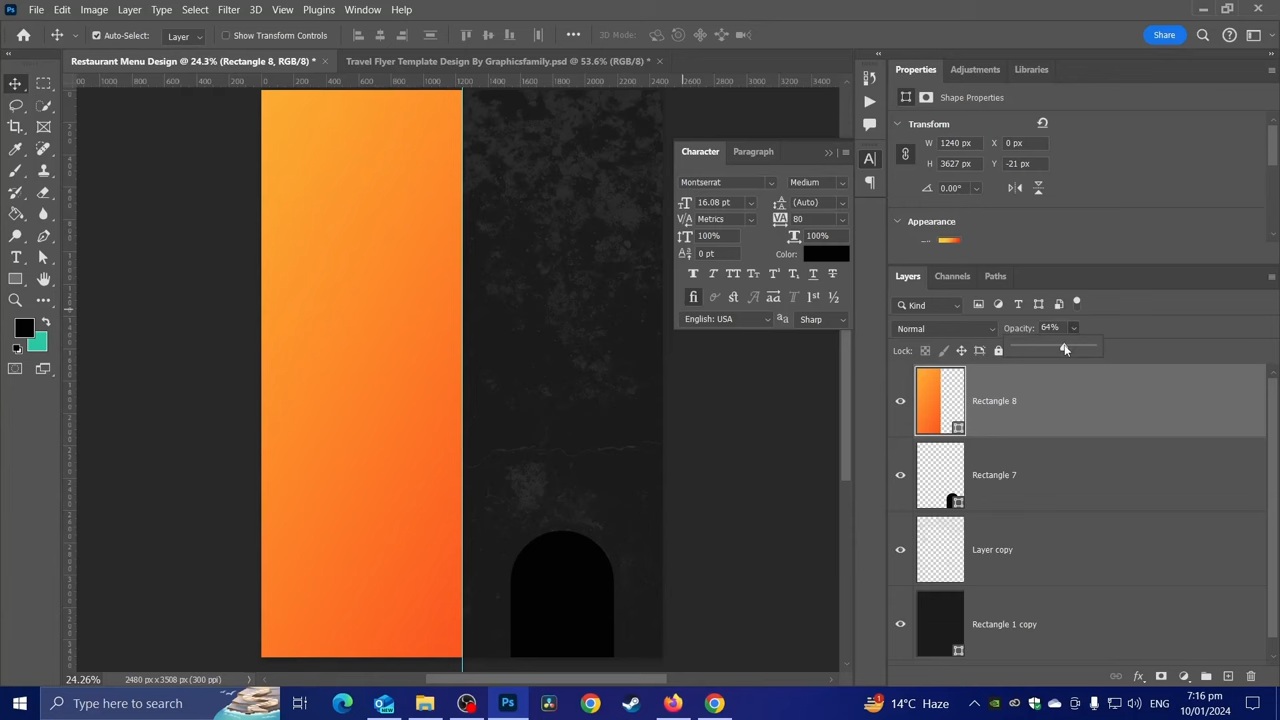 File Edit Image Layer Type Select Filter 3D View Plugins Window Help
Auto-Select: Layer Show Transform Controls 3D Mode: Share
Restaurant Menu Design @ 24.3% (Rectangle 8, RGB/8) * Travel Flyer Template Design By Graphicsfamily.psd @ 53.6% (RGB/8) *
Properties Adjustments Libraries
Shape Properties
Transform
W 1240 px X 0 px
H 3627 px Y -21 px
0.00°
Appearance
Character Paragraph
Montserrat Medium
16.08 pt (Auto)
Metrics 80
100% 100%
0 pt Color:
English: USA Sharp
Layers Channels Paths
Kind
Normal Opacity: 64%
Lock:
Rectangle 8
Rectangle 7
Layer copy
Rectangle 1 copy
24.26% 2480 px x 3508 px (300 ppi)
Type here to search
14°C Haze
7:16 pm
10/01/2024